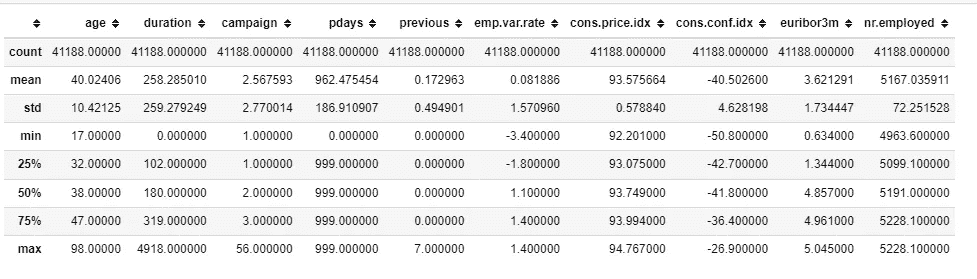 age duration campaign pdays previous emp.var.rate cons.price.idx cons.conf.idx euribor3m nr.employed
count 41188.00000 41188.000000 41188.000000 41188.000000 41188.000000 41188.000000 41188.000000 41188.000000 41188.000000 41188.000000
mean 40.02406 258.285010 2.567593 962.475454 0.172963 0.081886 93.575664 -40.502600 3.621291 5167.035911
std 10.42125 259.279249 2.770014 186.910907 0.494901 1.570960 0.578840 4.628198 1.734447 72.251528
min 17.00000 0.000000 1.000000 0.000000 0.000000 -3.400000 92.201000 -50.800000 0.634000 4963.600000
25% 32.00000 102.000000 1.000000 999.000000 0.000000 -1.800000 93.075000 -42.700000 1.344000 5099.100000
50% 38.00000 180.000000 2.000000 999.000000 0.000000 1.100000 93.749000 -41.800000 4.857000 5191.000000
75% 47.00000 319.000000 3.000000 999.000000 0.000000 1.400000 93.994000 -36.400000 4.961000 5228.100000
max 98.00000 4918.000000 56.000000 999.000000 7.000000 1.400000 94.767000 -26.900000 5.045000 5228.100000